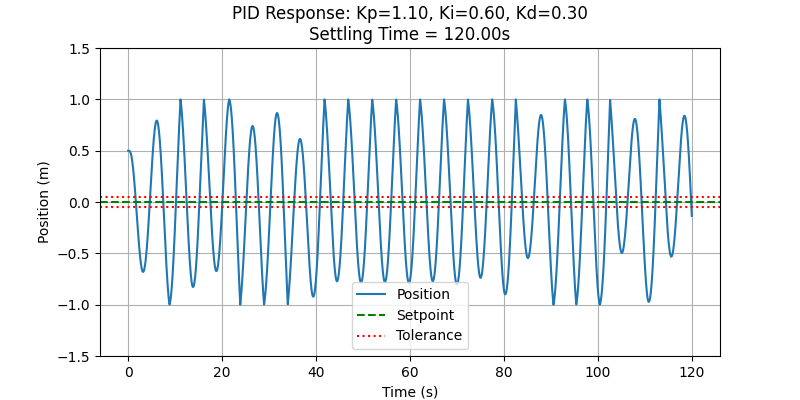 PID Response: Kp=1.10, Ki=0.60, Kd=0.30
Settling Time = 120.00s
1.5
1.0
0.5
0.0
−0.5
−1.0
−1.5
Position (m)
Position
Setpoint
Tolerance
0 20 40 60 80 100 120
Time (s)